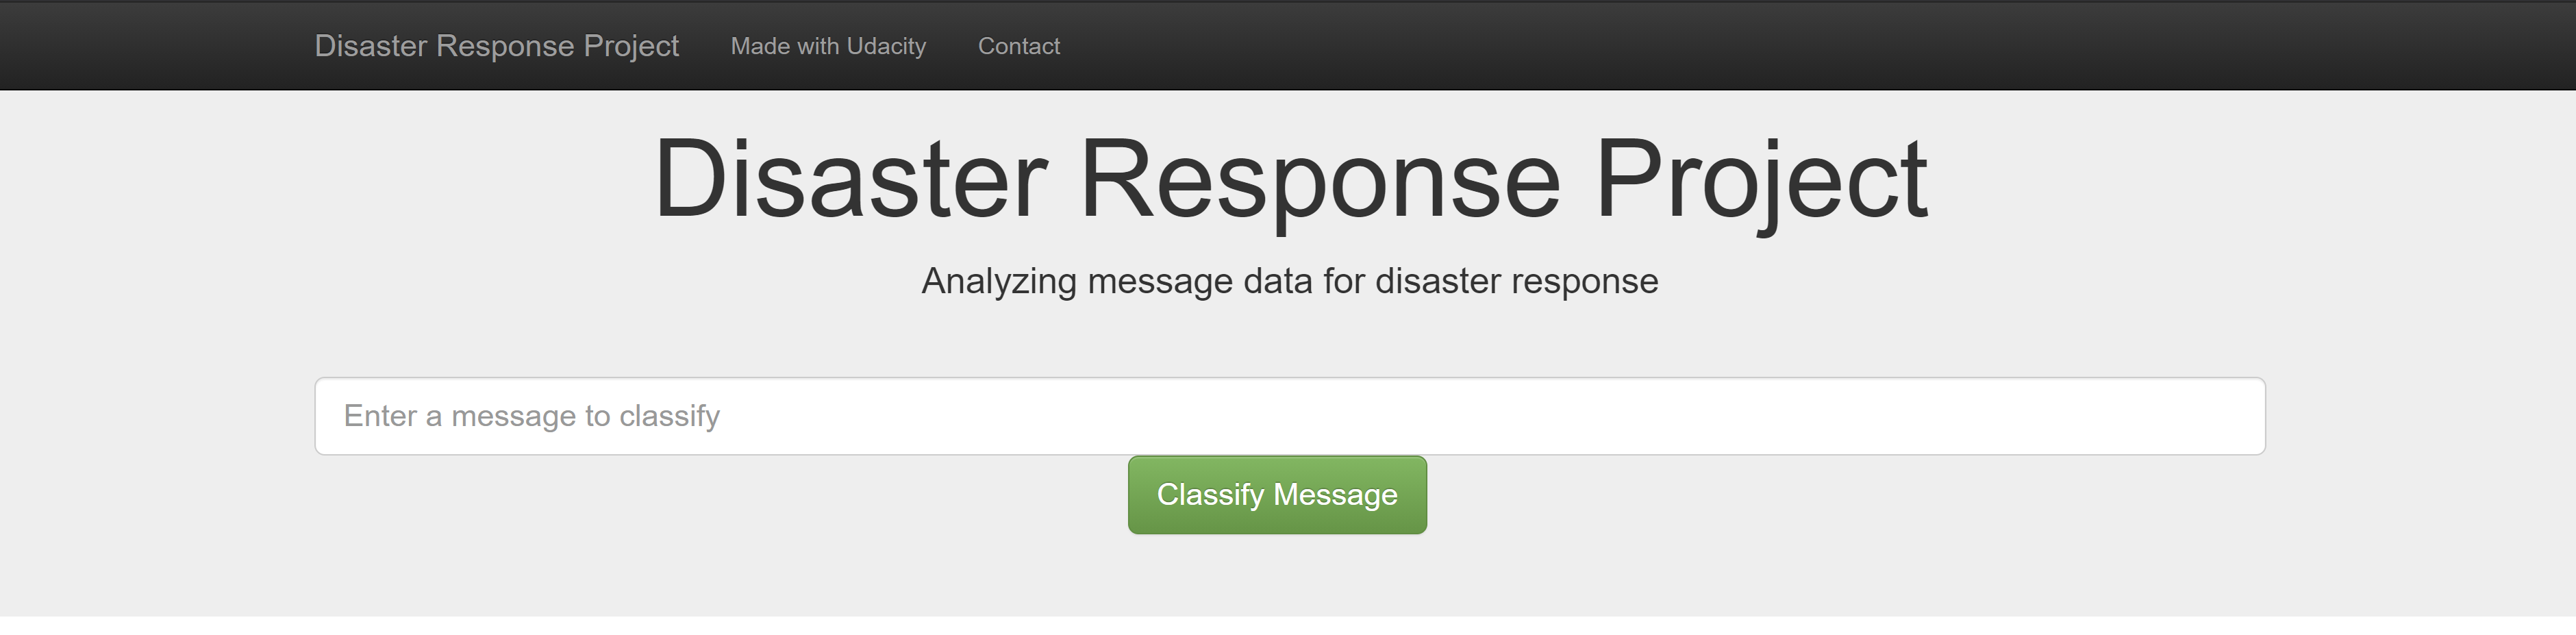 Disaster Response Project Made with Udacity Contact
Disaster Response Project
Analyzing message data for disaster response
Enter a message to classify
Classify Message